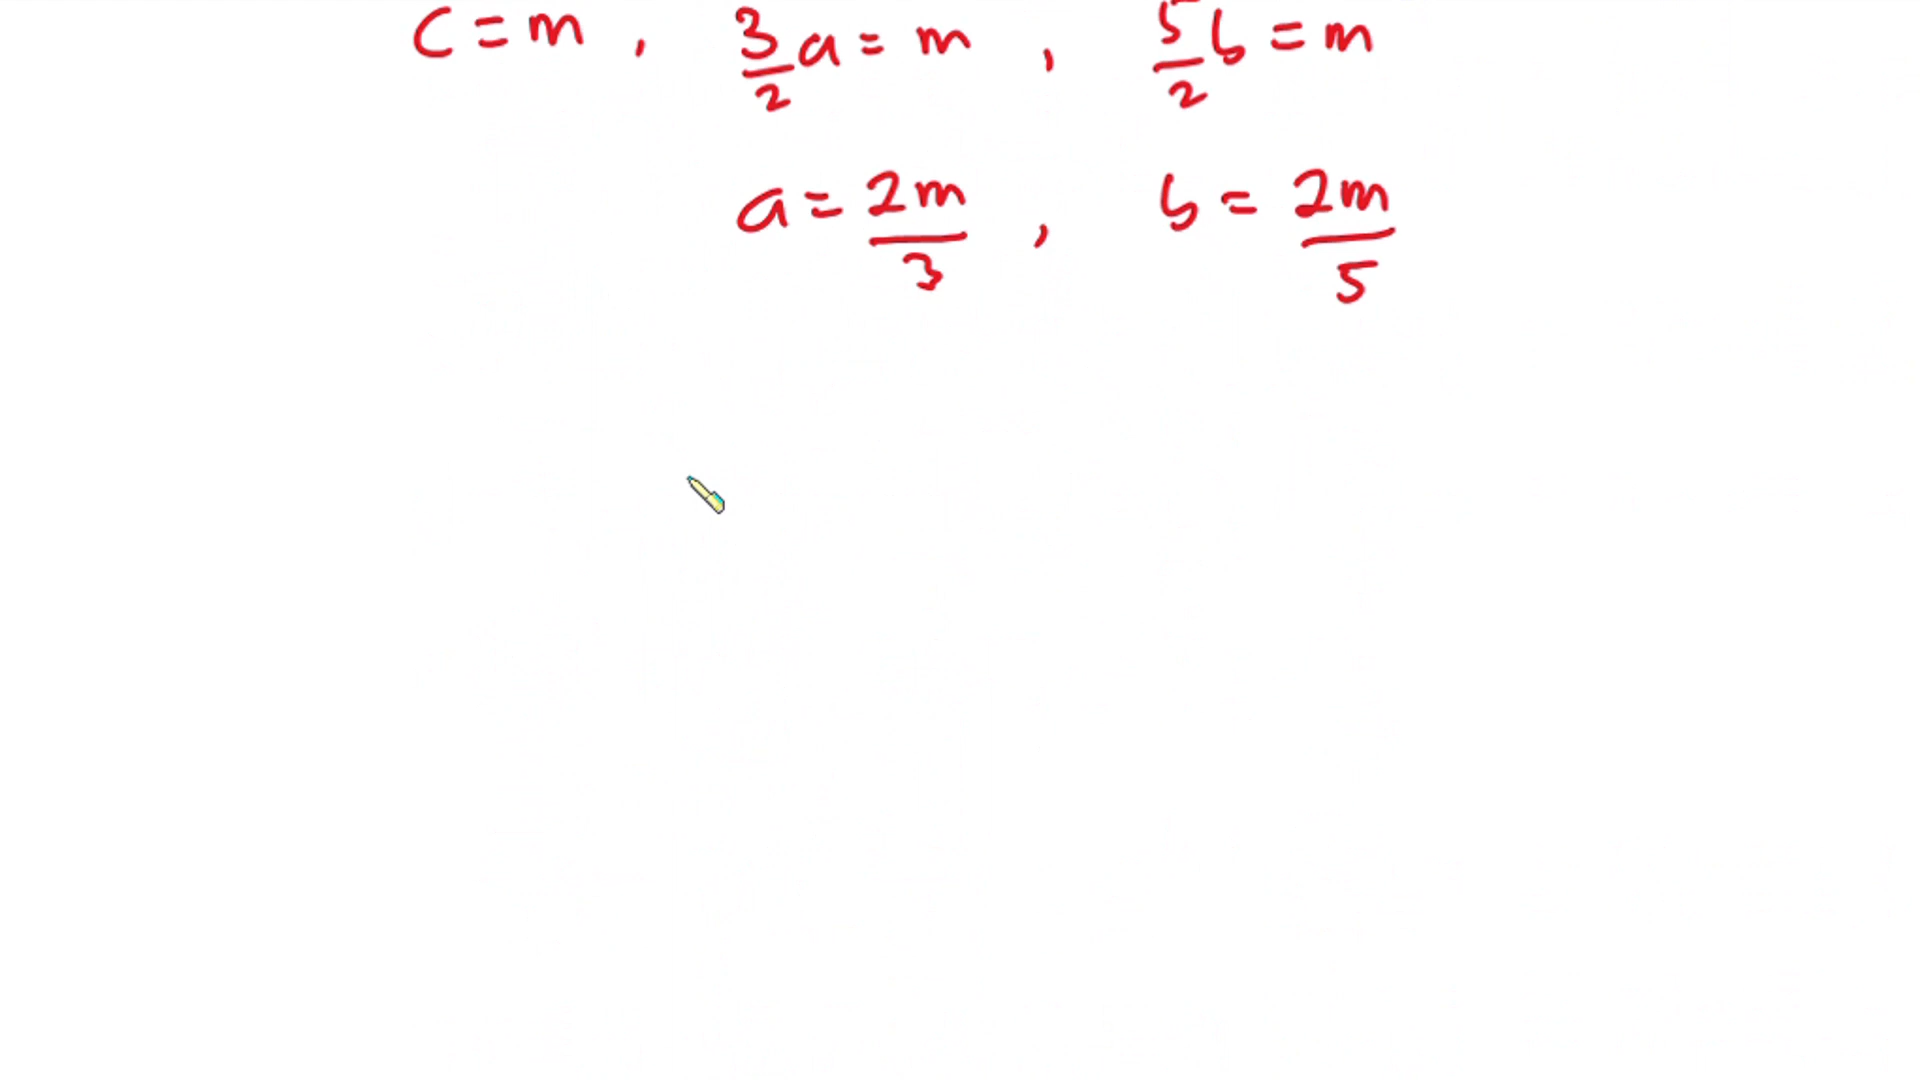 c = m , 3/2 a = m , 5/2 b = m
a = 2m/3 , b = 2m/5